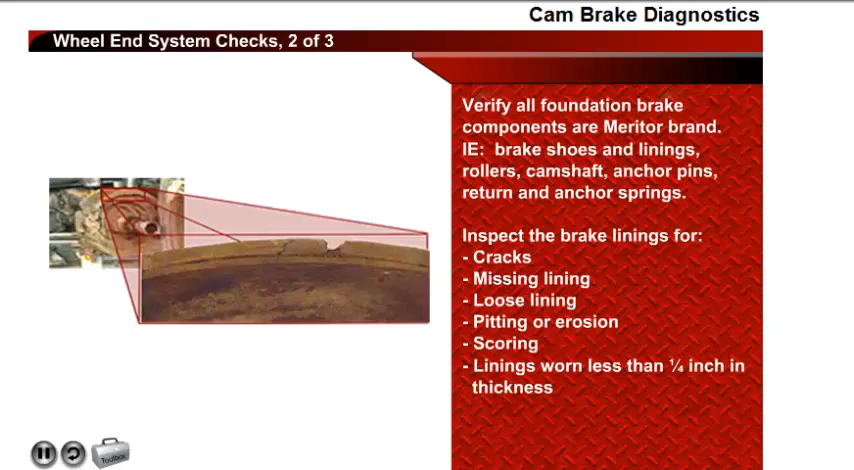 Cam Brake Diagnostics
Wheel End System Checks, 2 of 3
Verify all foundation brake
components are Meritor brand.
IE:  brake shoes and linings,
rollers, camshaft, anchor pins,
return and anchor springs.
Inspect the brake linings for:
- Cracks
- Missing lining
- Loose lining
- Pitting or erosion
- Scoring
- Linings worn less than ¼ inch in
thickness
Toolbox